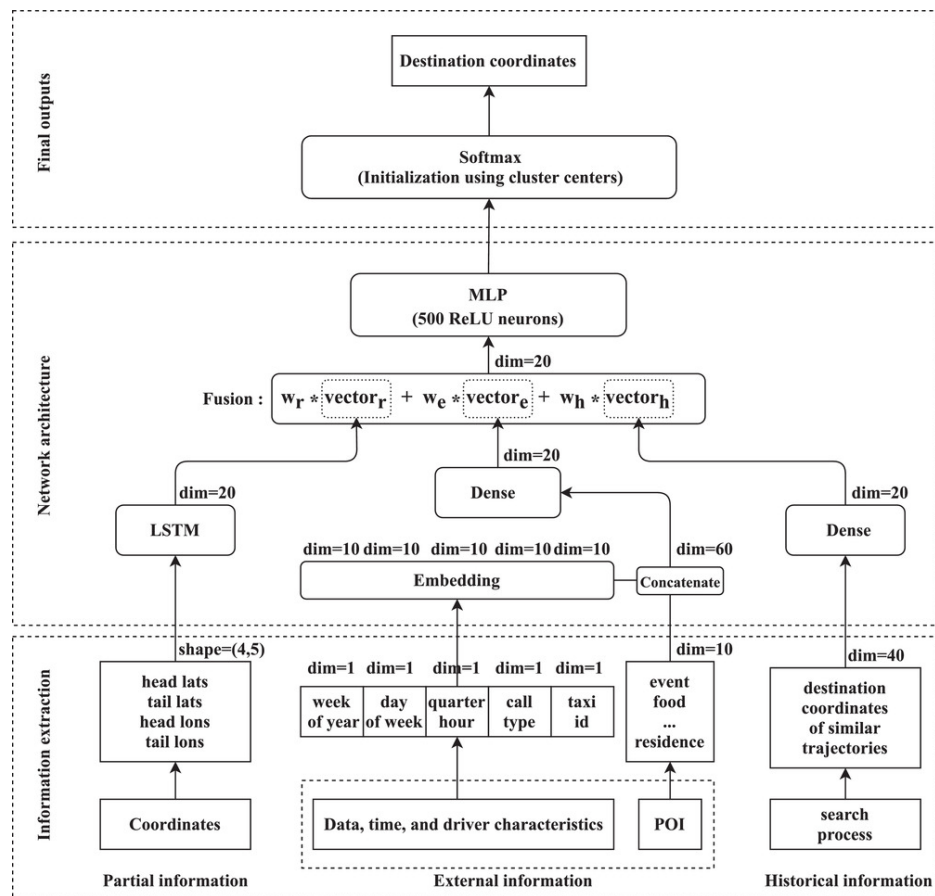 Final outputs
Destination coordinates
Softmax
(Initialization using cluster centers)
Network architecture
MLP
(500 ReLU neurons)
dim=20
Fusion : wr * vectorr + we * vectore + wh * vectorh
dim=20
dim=20
dim=20
LSTM
Dense
Dense
dim=10 dim=10 dim=10 dim=10 dim=10
dim=60
Embedding
Concatenate
Information extraction
shape=(4,5)
head lats
tail lats
head lons
tail lons
Coordinates
Partial information
dim=1 dim=1 dim=1 dim=1 dim=1
week
of year
day
of week
quarter
hour
call
type
taxi
id
Data, time, and driver characteristics
dim=10
event
food
...
residence
POI
External information
dim=40
destination
coordinates
of similar
trajectories
search
process
Historical information